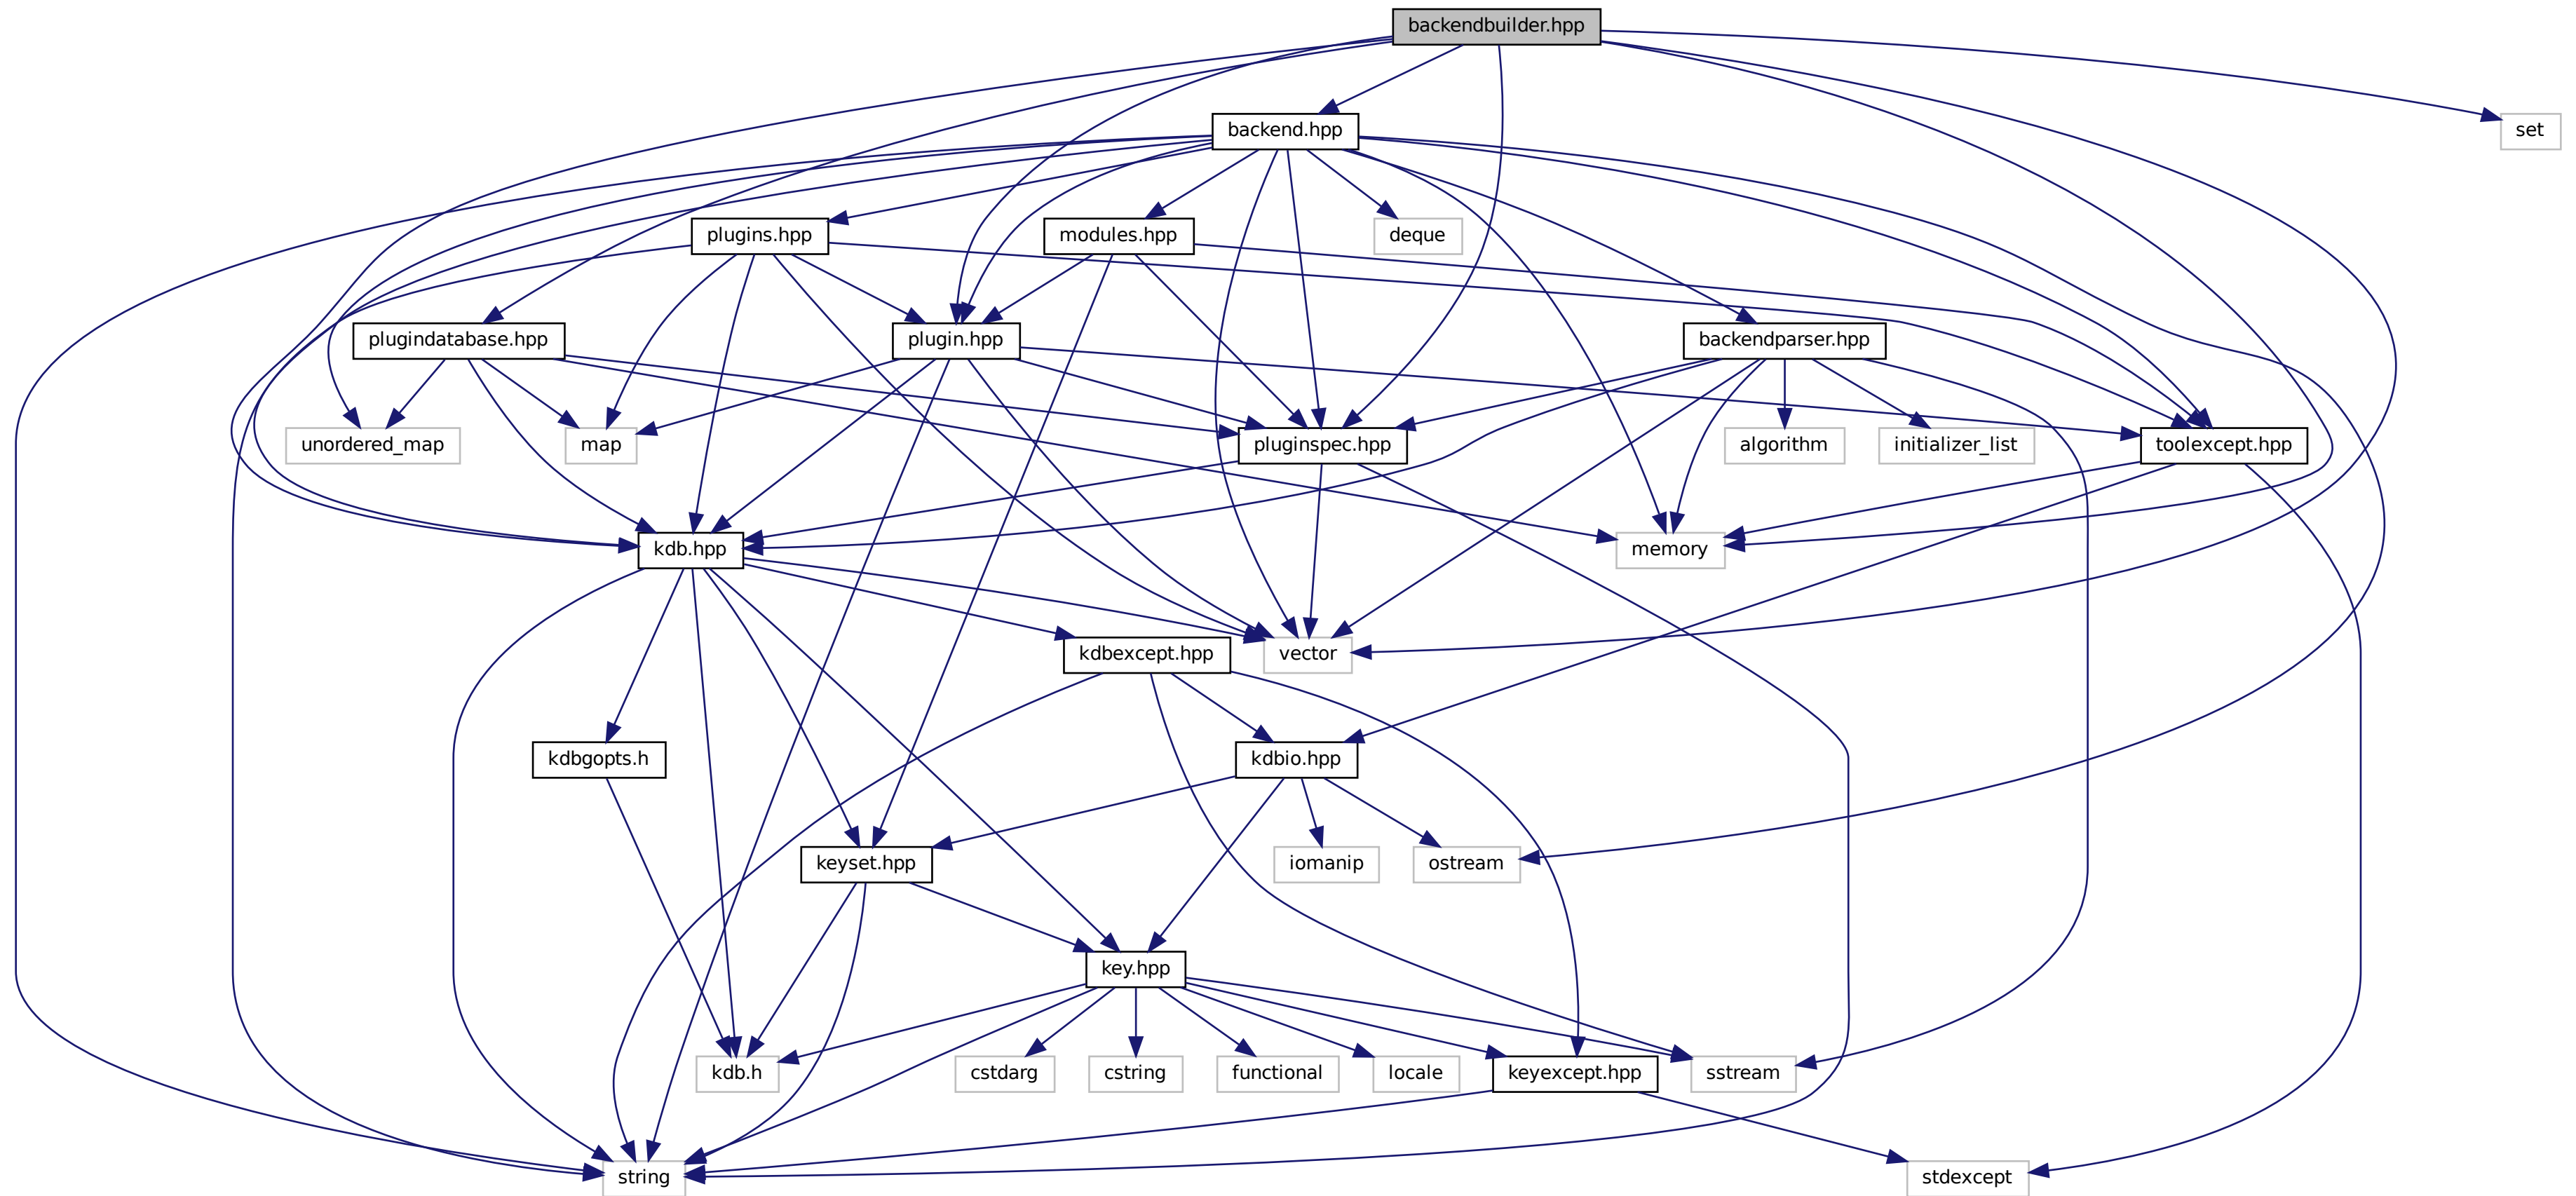 backendbuilder.hpp
backend.hpp
set
plugins.hpp
modules.hpp
deque
plugindatabase.hpp
plugin.hpp
backendparser.hpp
unordered_map
map
pluginspec.hpp
algorithm
initializer_list
toolexcept.hpp
kdb.hpp
memory
kdbexcept.hpp
vector
kdbgopts.h
kdbio.hpp
keyset.hpp
iomanip
ostream
key.hpp
kdb.h
cstdarg
cstring
functional
locale
keyexcept.hpp
sstream
string
stdexcept